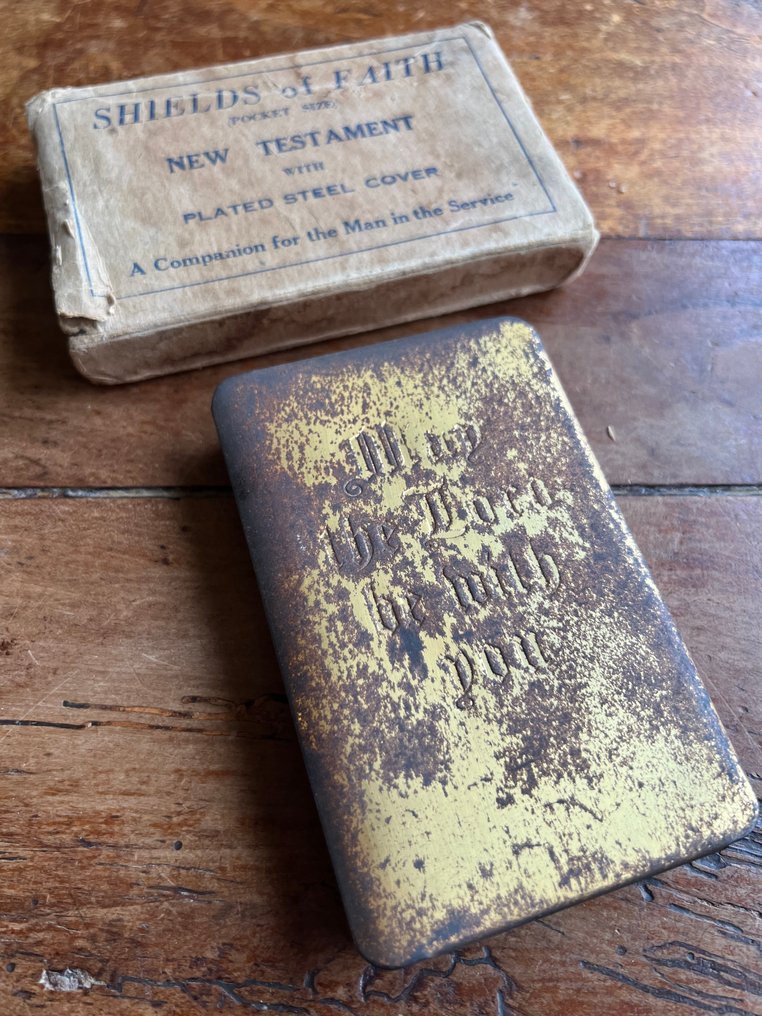 SHIELDS of FAITH
(POCKET SIZE)
NEW TESTAMENT
WITH
PLATED STEEL COVER
A Companion for the Man in the Service
May
the Lord
be with
you